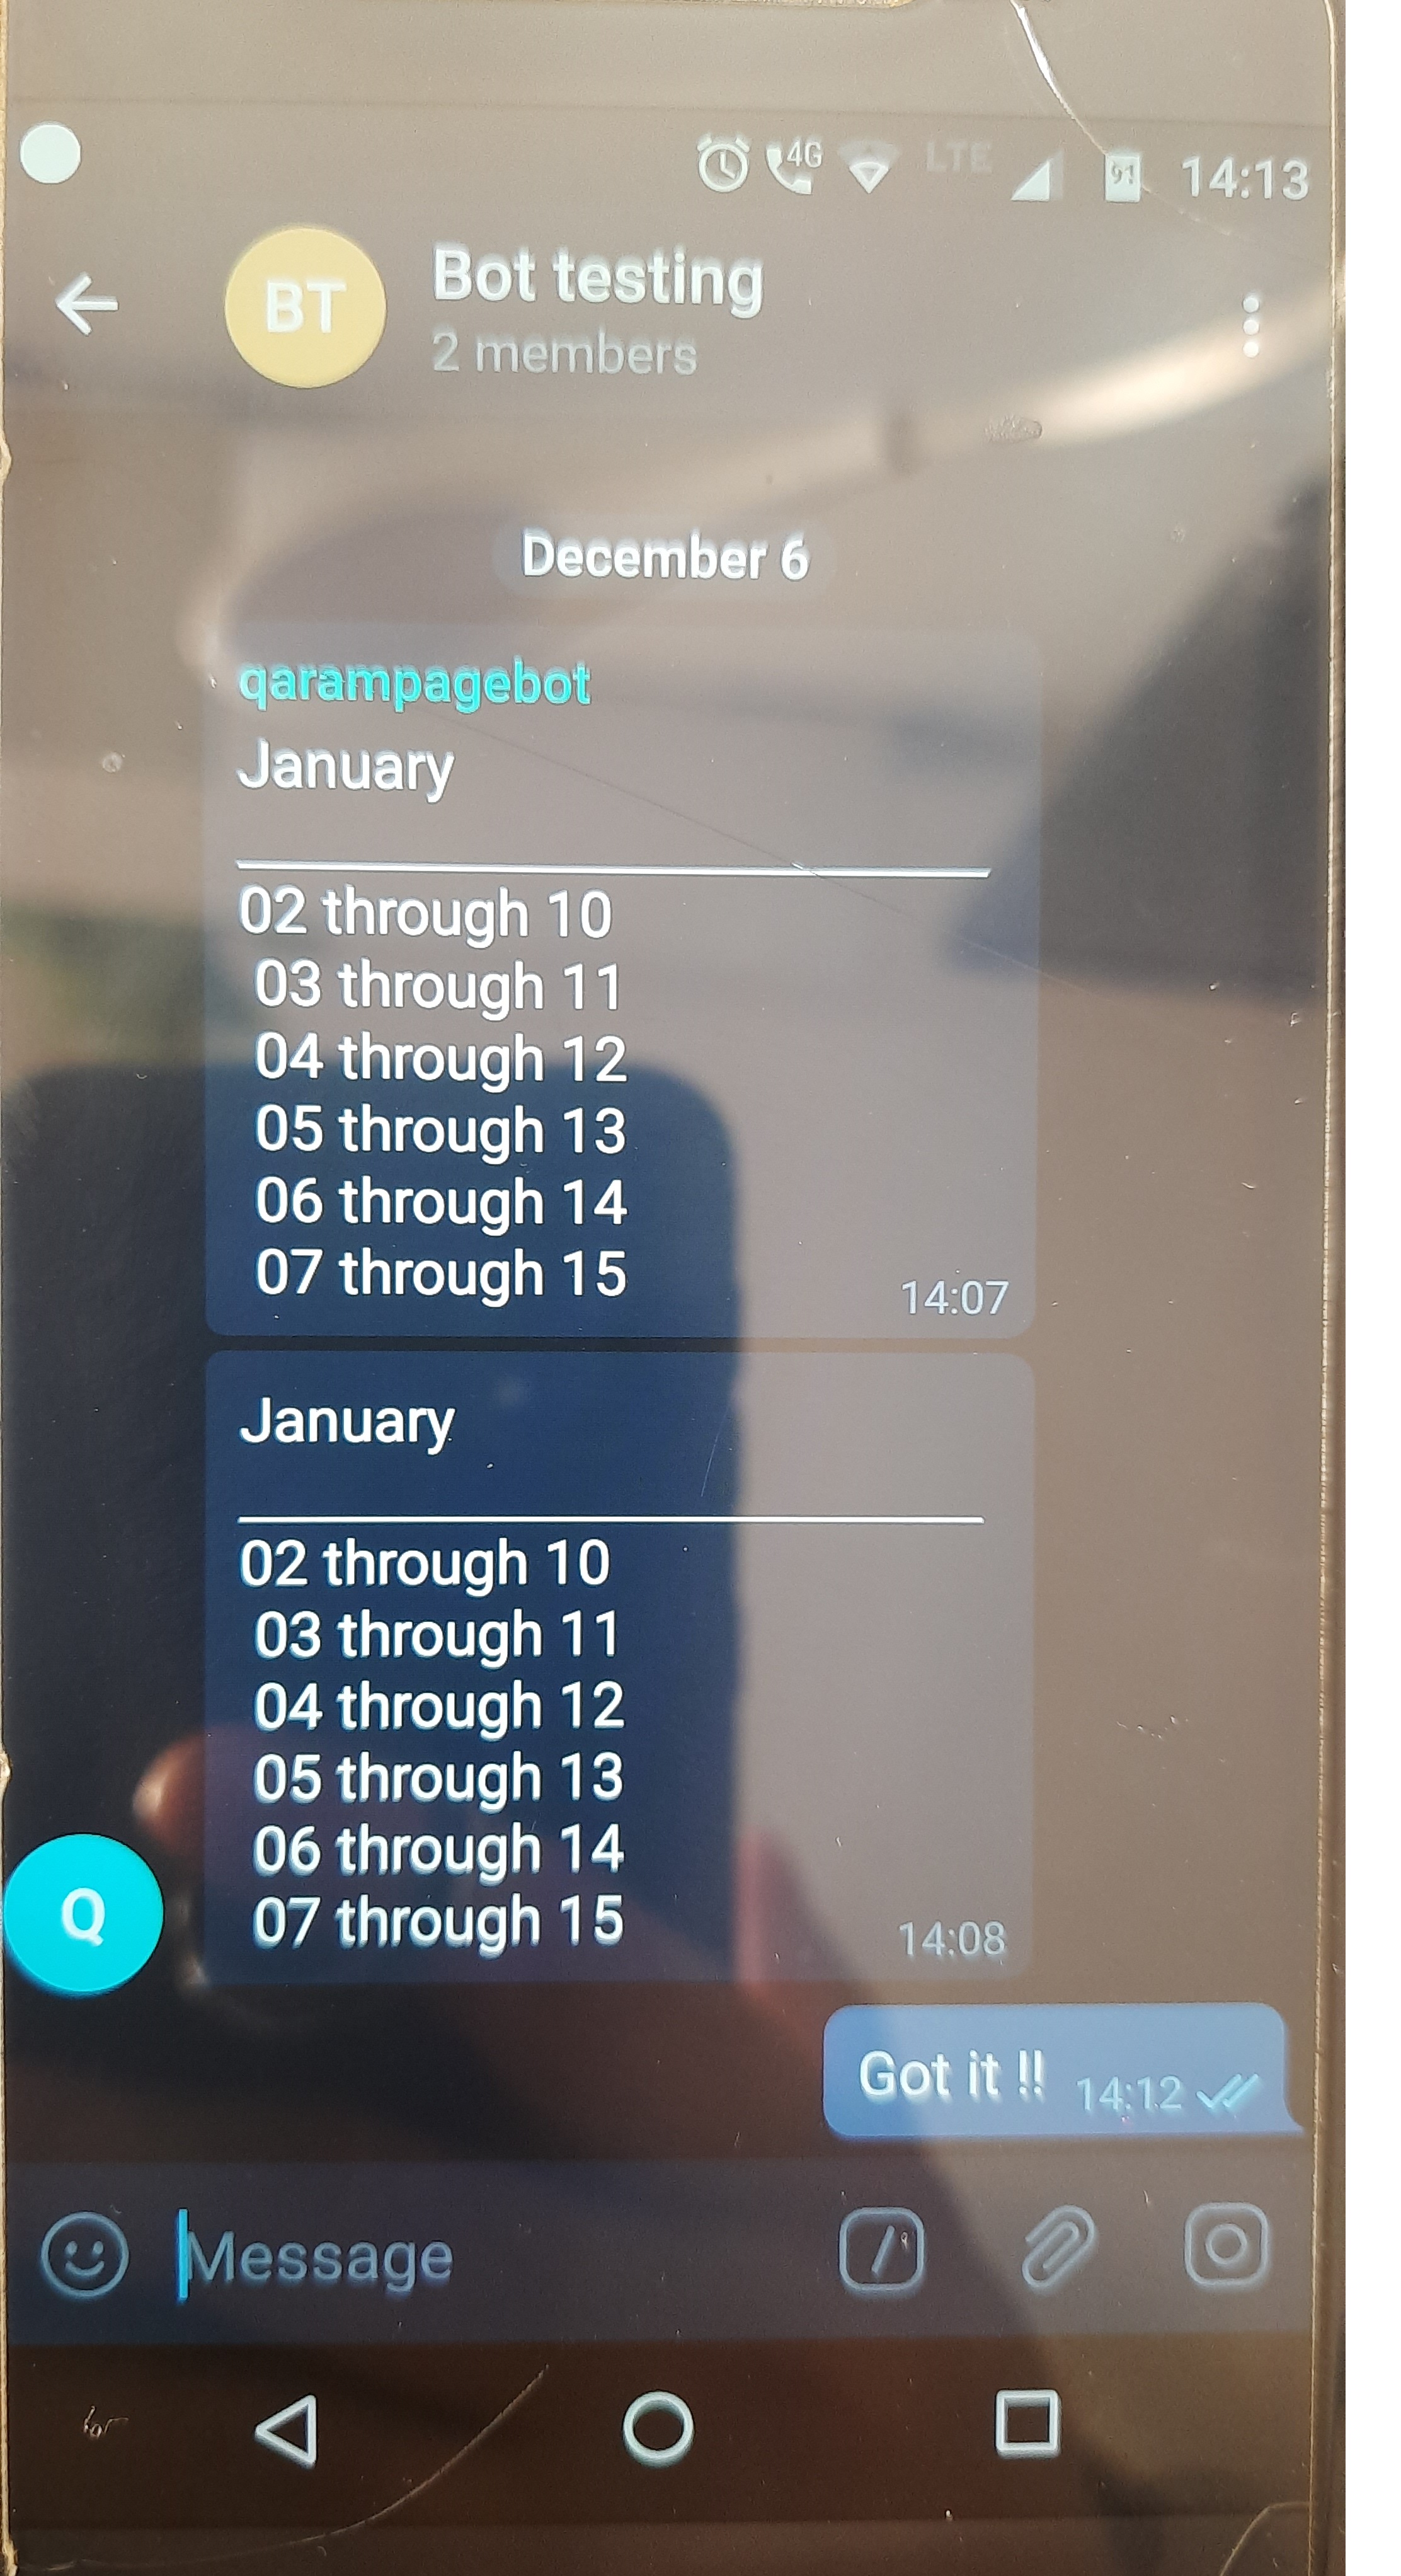 4G LTE 91 14:13
BT Bot testing
2 members
December 6
qarampagebot
January
02 through 10
03 through 11
04 through 12
05 through 13
06 through 14
07 through 15
14:07
January
02 through 10
03 through 11
04 through 12
05 through 13
06 through 14
07 through 15
14:08
Q
Got it !! 14:12
Message